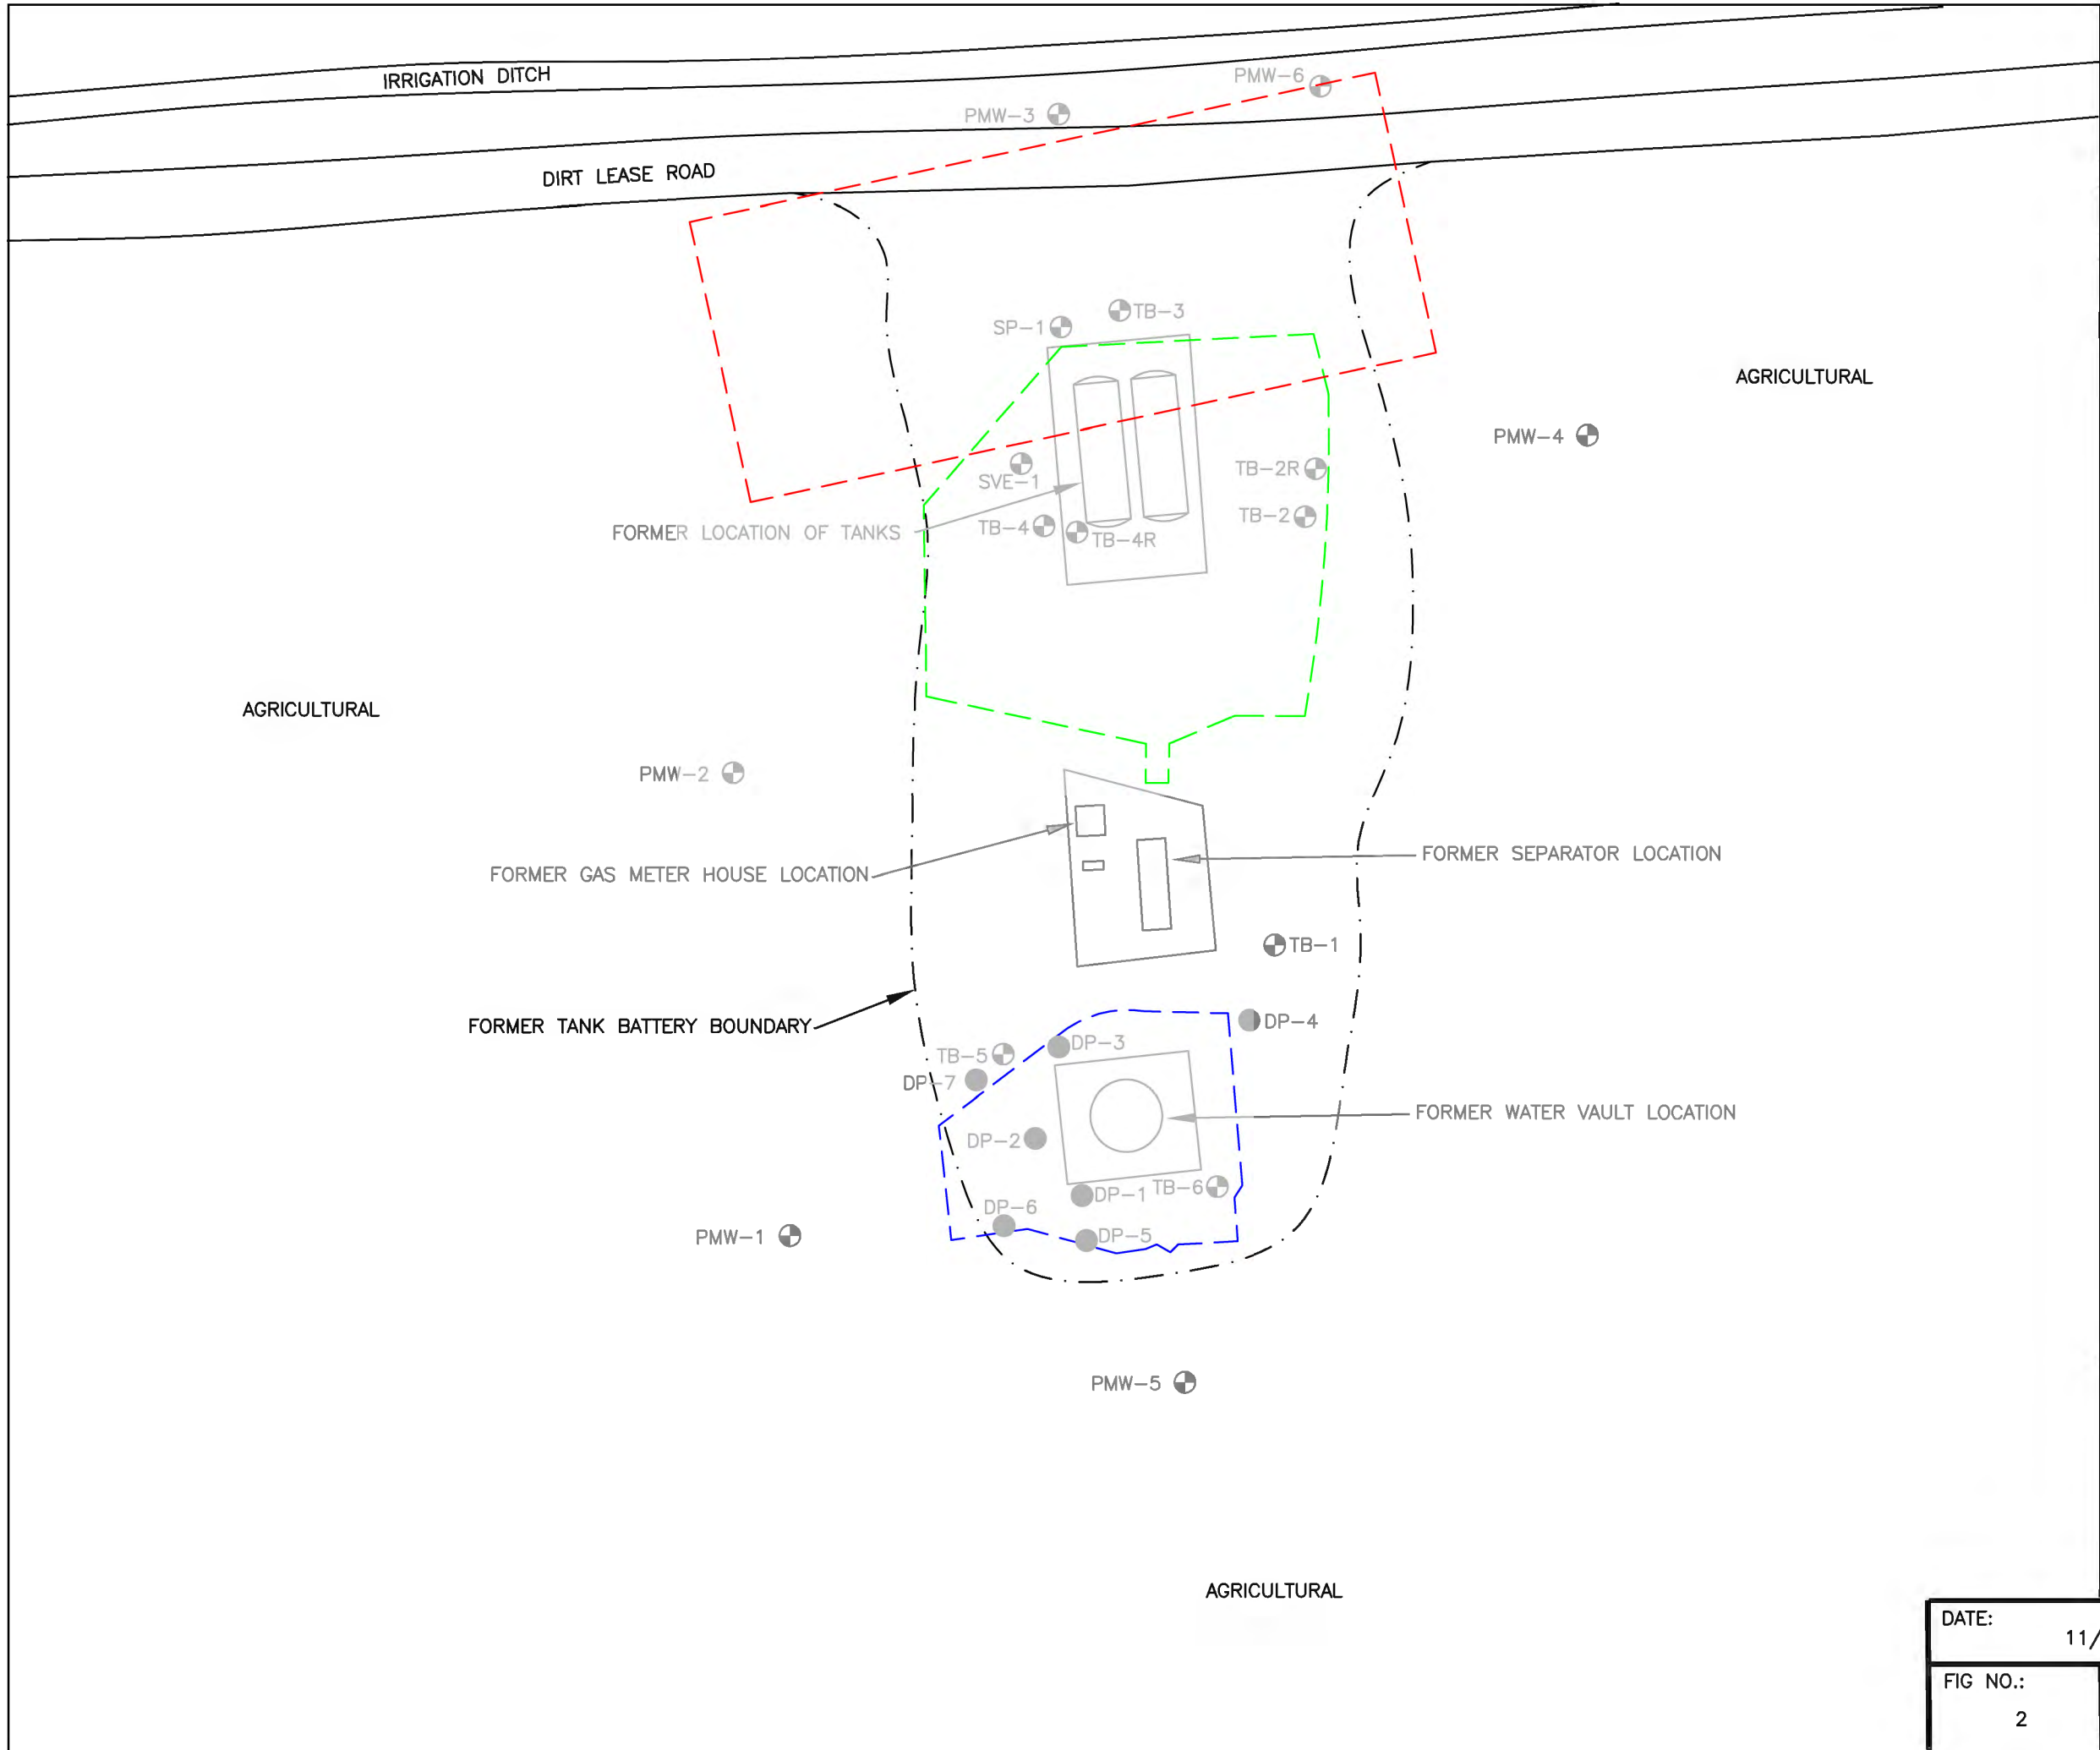 IRRIGATION DITCH
PMW-6
PMW-3
DIRT LEASE ROAD
SP-1
TB-3
AGRICULTURAL
PMW-4
SVE-1
TB-2R
TB-2
FORMER LOCATION OF TANKS
TB-4
TB-4R
AGRICULTURAL
PMW-2
FORMER GAS METER HOUSE LOCATION
FORMER SEPARATOR LOCATION
TB-1
FORMER TANK BATTERY BOUNDARY
DP-4
DP-3
TB-5
DP-7
FORMER WATER VAULT LOCATION
DP-2
DP-1
TB-6
DP-6
PMW-1
DP-5
PMW-5
AGRICULTURAL
DATE:
11/
FIG NO.:
2